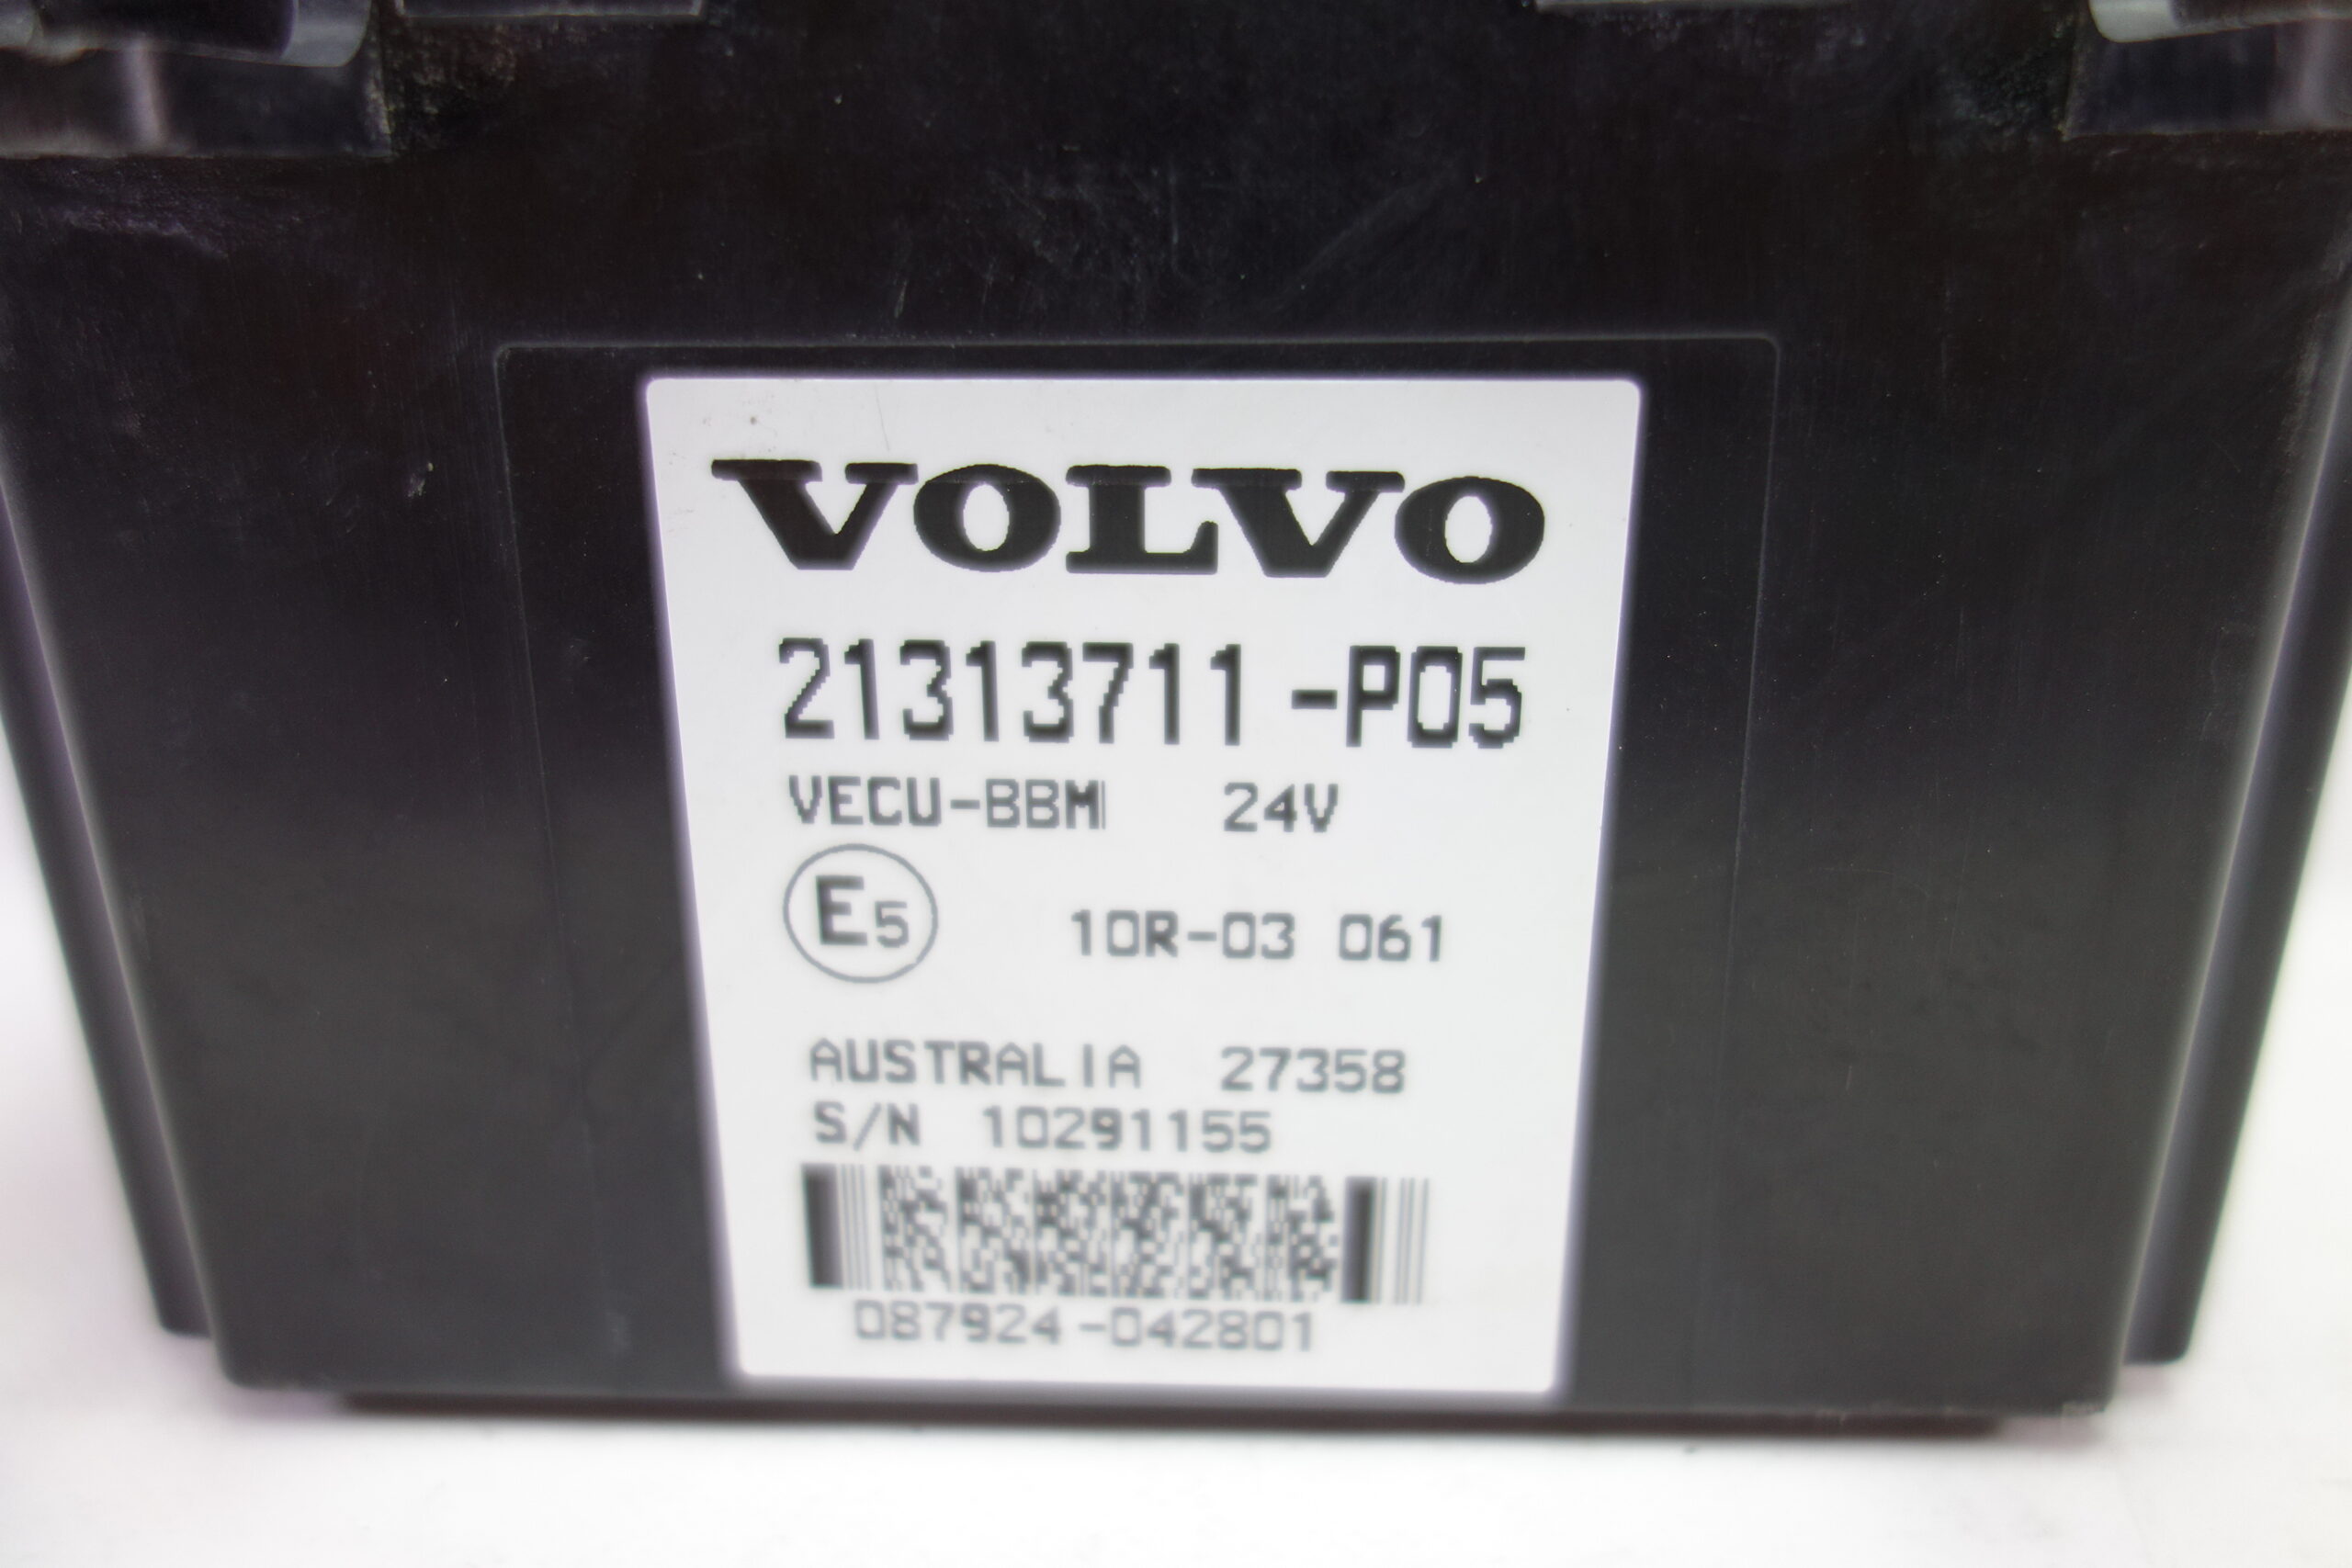 VOLVO
21313711-P05
VECU-BBM 24V
E5 10R-03 061
AUSTRALIA 27358
S/N 10291155
087924-042801